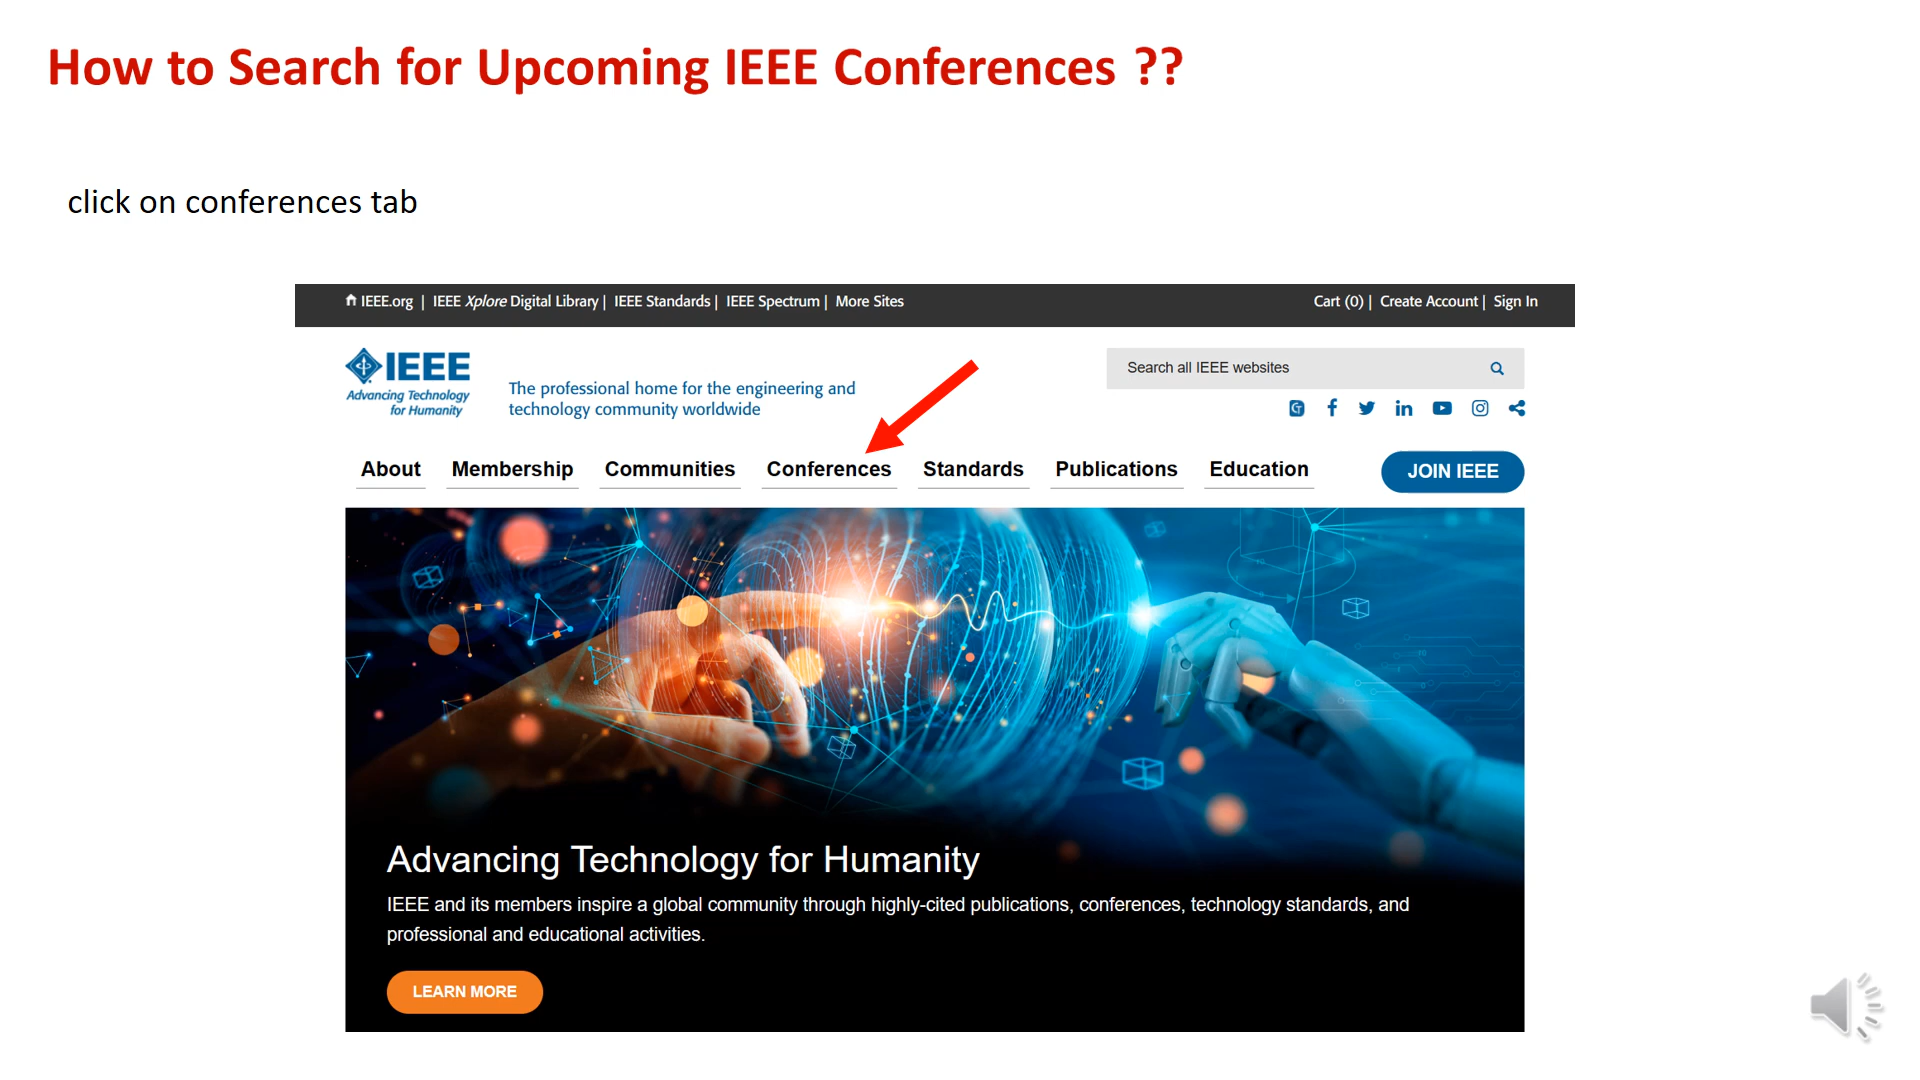 How to Search for Upcoming IEEE Conferences ??
click on conferences tab
IEEE.org | IEEE Xplore Digital Library | IEEE Standards | IEEE Spectrum | More Sites
Cart (0) | Create Account | Sign In
IEEE
Advancing Technology
for Humanity
The professional home for the engineering and
technology community worldwide
Search all IEEE websites
About Membership Communities Conferences Standards Publications Education
JOIN IEEE
Advancing Technology for Humanity
IEEE and its members inspire a global community through highly-cited publications, conferences, technology standards, and
professional and educational activities.
LEARN MORE